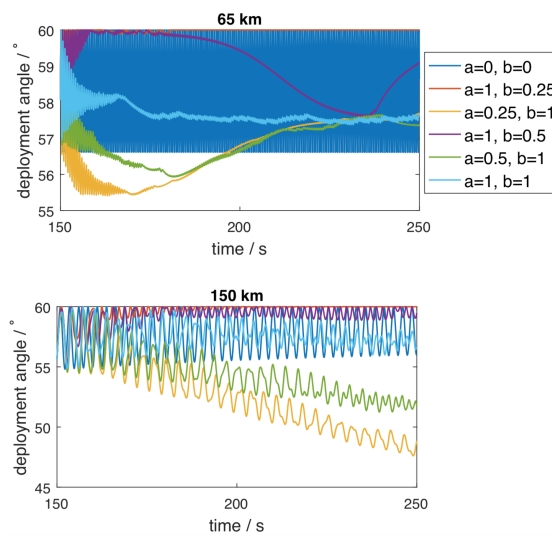 65 km
60
59
58
57
56
55
deployment angle / °
150
200
250
time / s
a=0, b=0
a=1, b=0.25
a=0.25, b=1
a=1, b=0.5
a=0.5, b=1
a=1, b=1
150 km
60
55
50
45
deployment angle / °
150
200
250
time / s